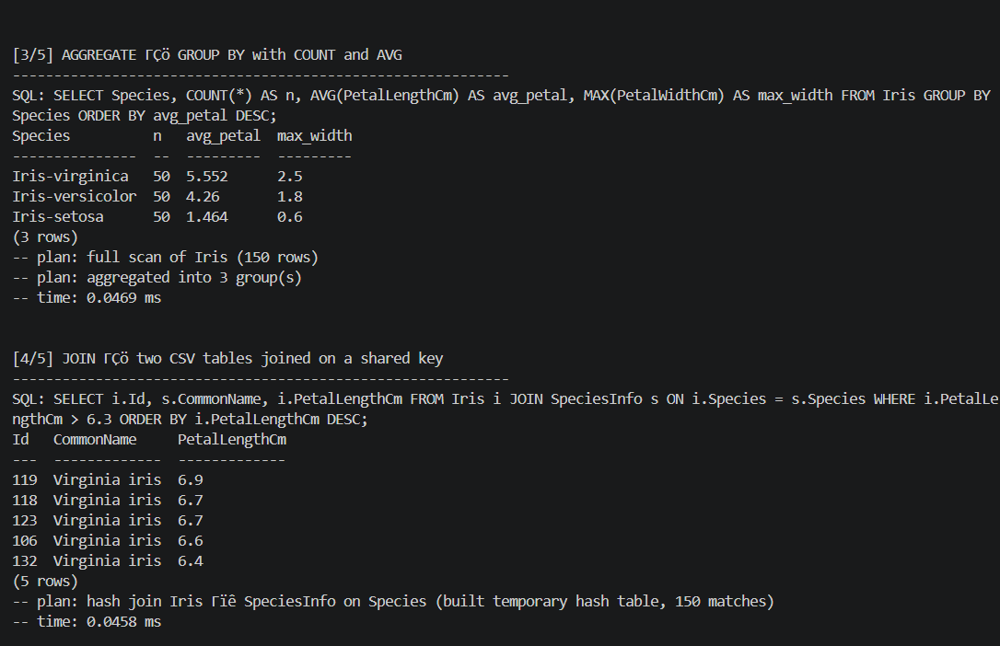 [3/5] AGGREGATE ΓÇö GROUP BY with COUNT and AVG
------------------------------------------------------------
SQL: SELECT Species, COUNT(*) AS n, AVG(PetalLengthCm) AS avg_petal, MAX(PetalWidthCm) AS max_width FROM Iris GROUP BY
Species ORDER BY avg_petal DESC;
Species          n   avg_petal  max_width
---------------  --  ---------  ---------
Iris-virginica   50  5.552      2.5
Iris-versicolor  50  4.26       1.8
Iris-setosa      50  1.464      0.6
(3 rows)
-- plan: full scan of Iris (150 rows)
-- plan: aggregated into 3 group(s)
-- time: 0.0469 ms
[4/5] JOIN ΓÇö two CSV tables joined on a shared key
------------------------------------------------------------
SQL: SELECT i.Id, s.CommonName, i.PetalLengthCm FROM Iris i JOIN SpeciesInfo s ON i.Species = s.Species WHERE i.PetalLe
ngthCm > 6.3 ORDER BY i.PetalLengthCm DESC;
Id   CommonName     PetalLengthCm
---  -------------  -------------
119  Virginia iris  6.9
118  Virginia iris  6.7
123  Virginia iris  6.7
106  Virginia iris  6.6
132  Virginia iris  6.4
(5 rows)
-- plan: hash join Iris Γïê SpeciesInfo on Species (built temporary hash table, 150 matches)
-- time: 0.0458 ms